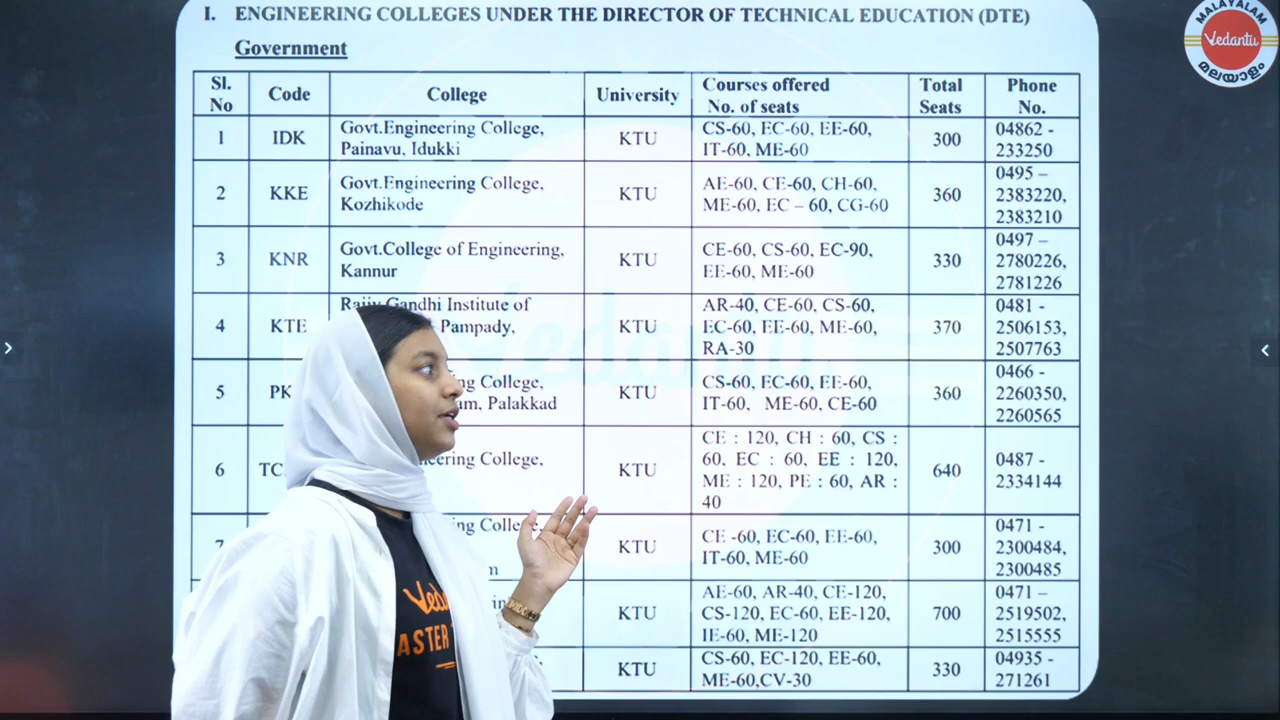 I. ENGINEERING COLLEGES UNDER THE DIRECTOR OF TECHNICAL EDUCATION (DTE)
Government
MALAYALAM
Vedantu
മലയാളം
Sl. No Code College University Courses offered No. of seats Total Seats Phone No.
1 IDK Govt.Engineering College, Painavu, Idukki KTU CS-60, EC-60, EE-60, IT-60, ME-60 300 04862 - 233250
2 KKE Govt.Engineering College, Kozhikode KTU AE-60, CE-60, CH-60, ME-60, EC – 60, CG-60 360 0495 – 2383220, 2383210
3 KNR Govt.College of Engineering, Kannur KTU CE-60, CS-60, EC-90, EE-60, ME-60 330 0497 – 2780226, 2781226
4 KTE Rajiv Gandhi Institute of Pampady, KTU AR-40, CE-60, CS-60, EC-60, EE-60, ME-60, RA-30 370 0481 - 2506153, 2507763
5 College, Palakkad KTU CS-60, EC-60, EE-60, IT-60, ME-60, CE-60 360 0466 - 2260350, 2260565
6 College, KTU CE : 120, CH : 60, CS : 60, EC : 60, EE : 120, ME : 120, PE : 60, AR : 40 640 0487 - 2334144
College, KTU CE -60, EC-60, EE-60, IT-60, ME-60 300 0471 - 2300484, 2300485
KTU AE-60, AR-40, CE-120, CS-120, EC-60, EE-120, IE-60, ME-120 700 0471 – 2519502, 2515555
KTU CS-60, EC-120, EE-60, ME-60,CV-30 330 04935 - 271261